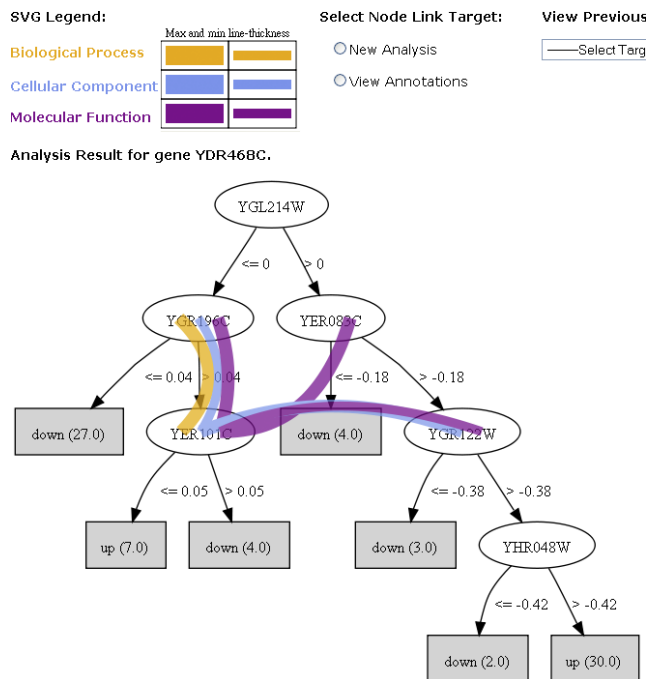 SVG Legend:
Select Node Link Target:
View Previous
Max and min line-thickness
Biological Process
New Analysis
Select Targ
Cellular Component
View Annotations
Molecular Function
Analysis Result for gene YDR468C.
YGL214W
<= 0
> 0
YGR196C
YER083C
<= 0.04
> 0.04
<= -0.18
> -0.18
down (27.0)
YER101C
down (4.0)
YGR122W
<= 0.05
> 0.05
<= -0.38
> -0.38
up (7.0)
down (4.0)
down (3.0)
YHR048W
<= -0.42
> -0.42
down (2.0)
up (30.0)